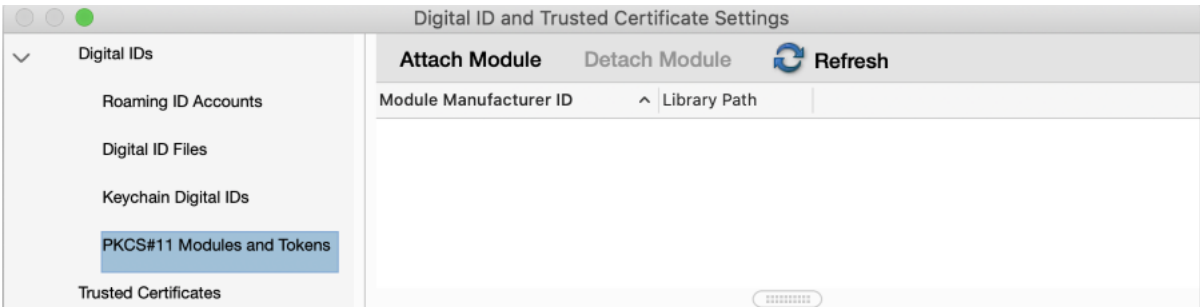 Digital ID and Trusted Certificate Settings
Digital IDs
Roaming ID Accounts
Digital ID Files
Keychain Digital IDs
PKCS#11 Modules and Tokens
Trusted Certificates
Attach Module Detach Module Refresh
Module Manufacturer ID Library Path